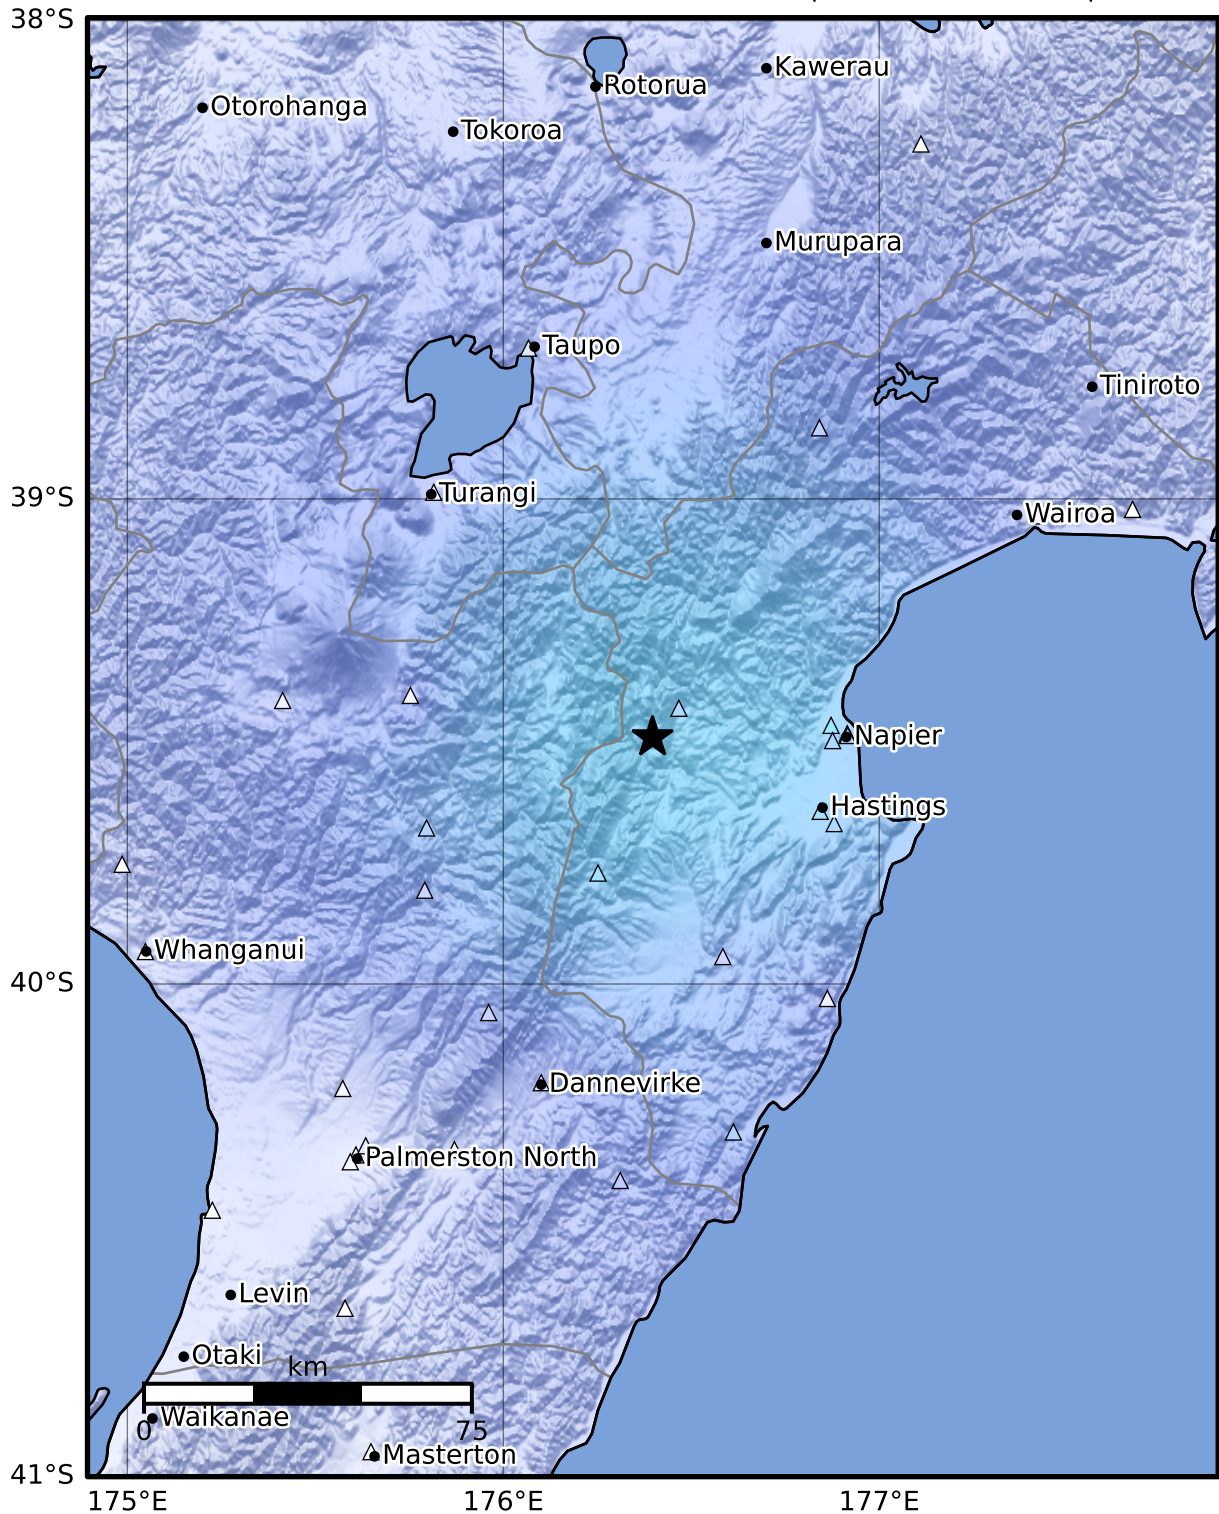 38°S
Kawerau
Rotorua
Otorohanga
Tokoroa
Murupara
Taupo
Tiniroto
Turangi
39°S
Wairoa
Napier
Hastings
Whanganui
40°S
Dannevirke
Palmerston North
Levin
Otaki
km
Waikanae
0
75
Masterton
41°S
175°E
176°E
177°E